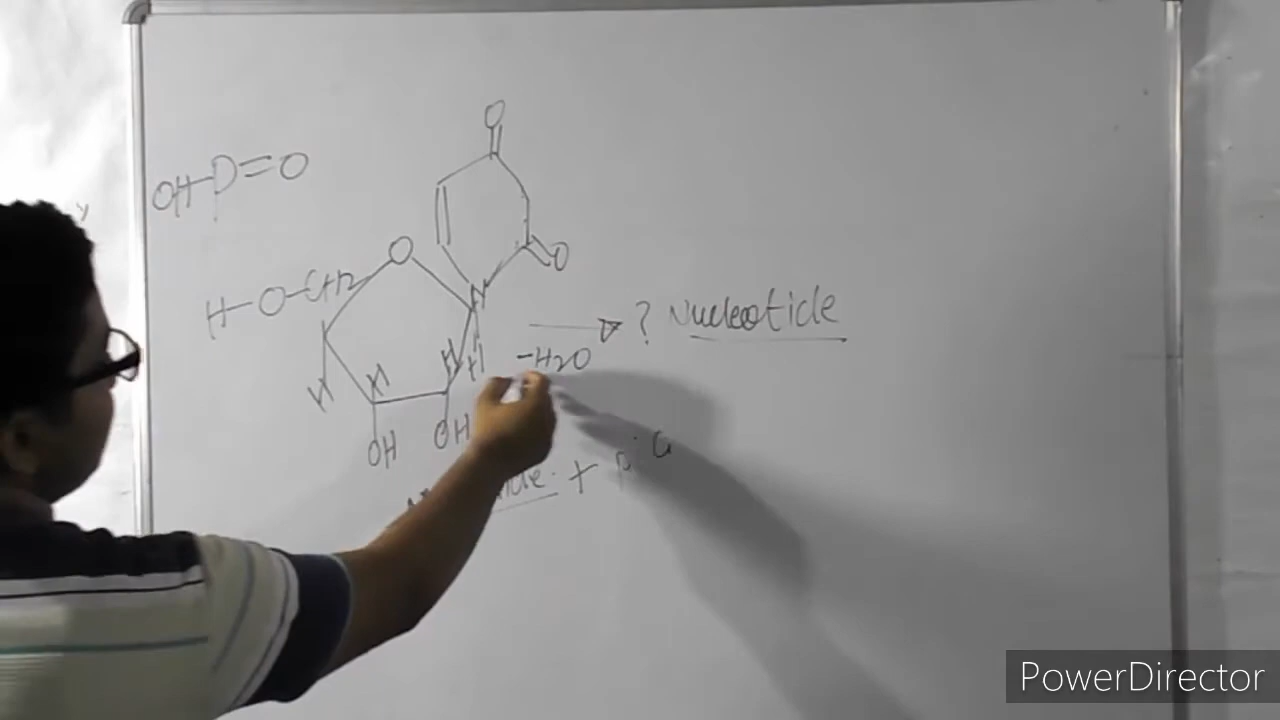 O
OH-P=O
O
H-O-CH2
O
N
? Nucleotide
H
H
H
H
-H2O
OH
OH
+
PowerDirector